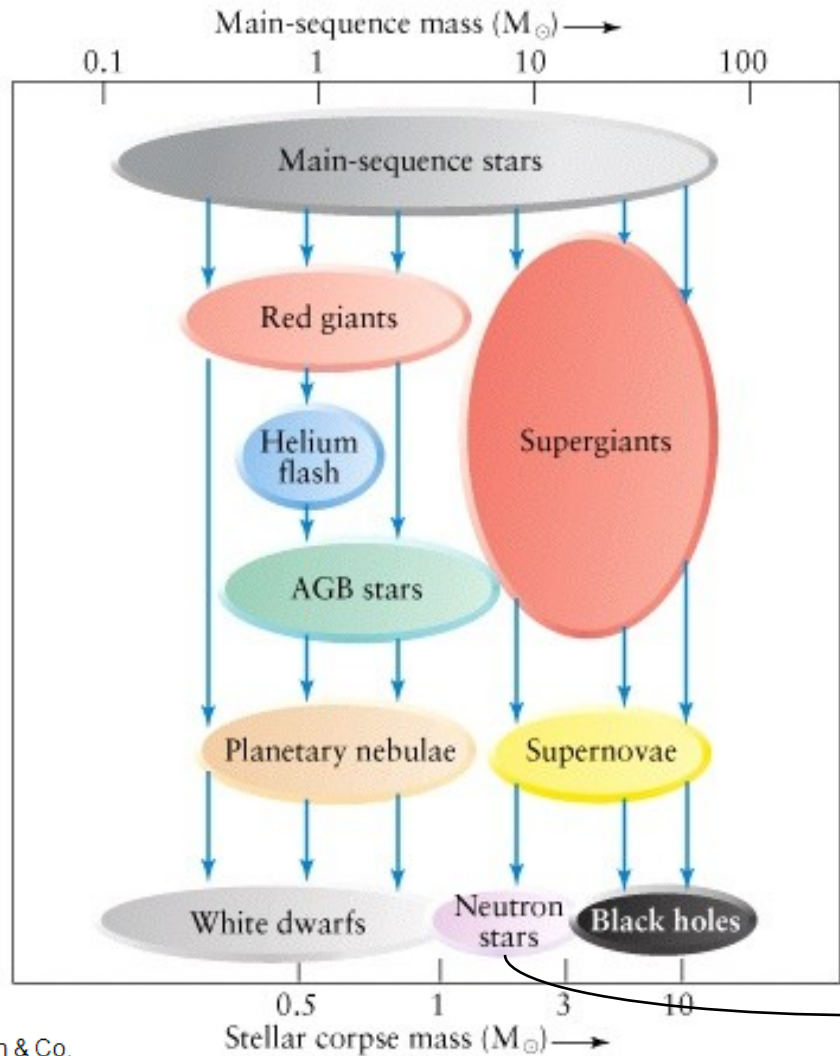 Main-sequence mass (M☉)→
0.1 1 10 100
Main-sequence stars
Red giants
Helium
flash
Supergiants
AGB stars
Planetary nebulae
Supernovae
White dwarfs
Neutron
stars
Black holes
0.5 1 3 10
Stellar corpse mass (M☉)→
& Co.